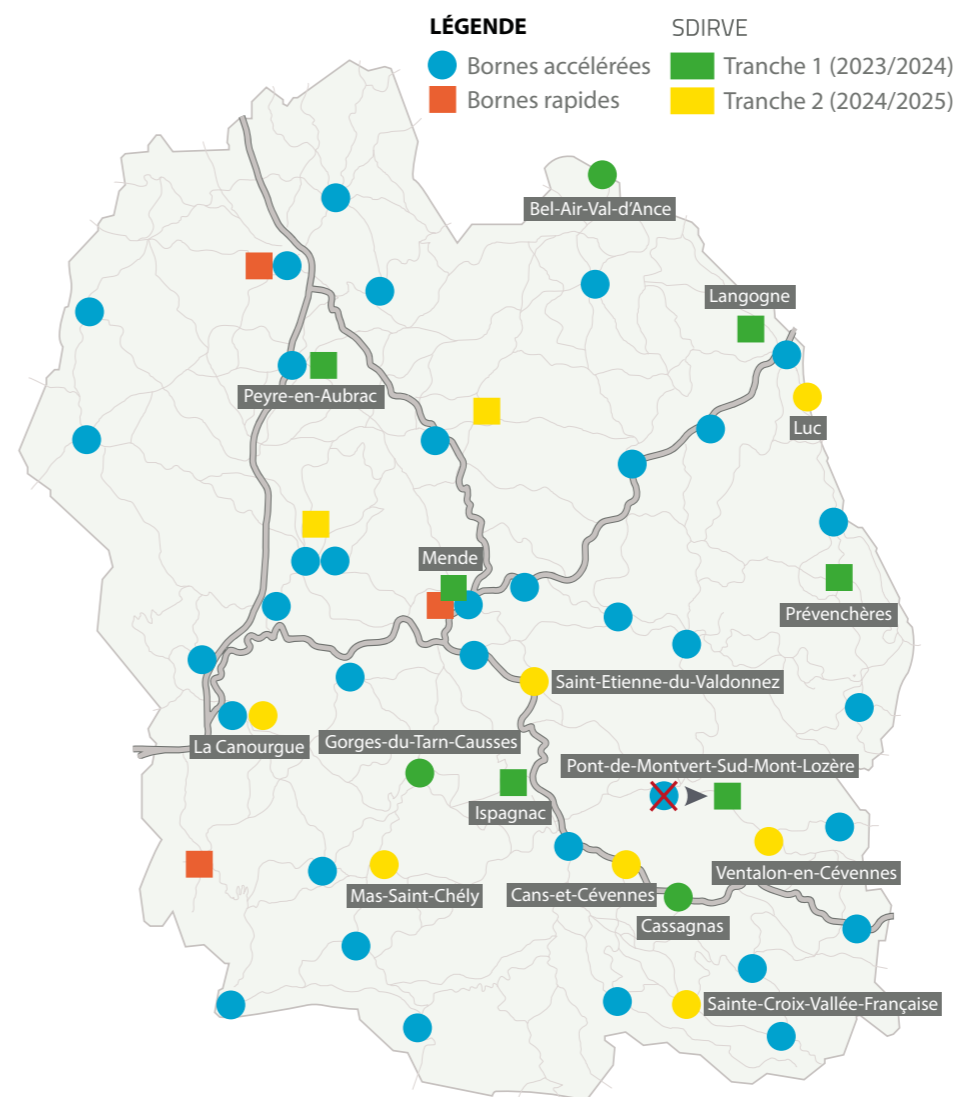 LÉGENDE
Bornes accélérées
Bornes rapides
SDIRVE
Tranche 1 (2023/2024)
Tranche 2 (2024/2025)
Bel-Air-Val-d'Ance
Langogne
Peyre-en-Aubrac
Luc
Mende
Prévenchères
Saint-Etienne-du-Valdonnez
La Canourgue
Gorges-du-Tarn-Causses
Pont-de-Montvert-Sud-Mont-Lozère
Ispagnac
Ventalon-en-Cévennes
Mas-Saint-Chély
Cans-et-Cévennes
Cassagnas
Sainte-Croix-Vallée-Française